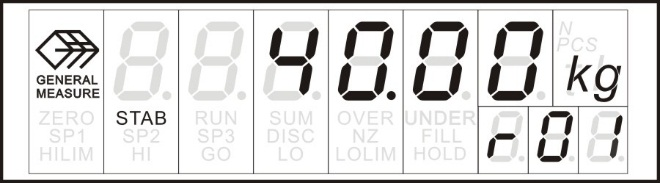 GENERAL
MEASURE
40.00 kg
N
PCS
ZERO STAB RUN SUM OVER UNDER
SP1 SP2 SP3 DISC NZ FILL
HILIM HI GO LO LOLIM HOLD
r01